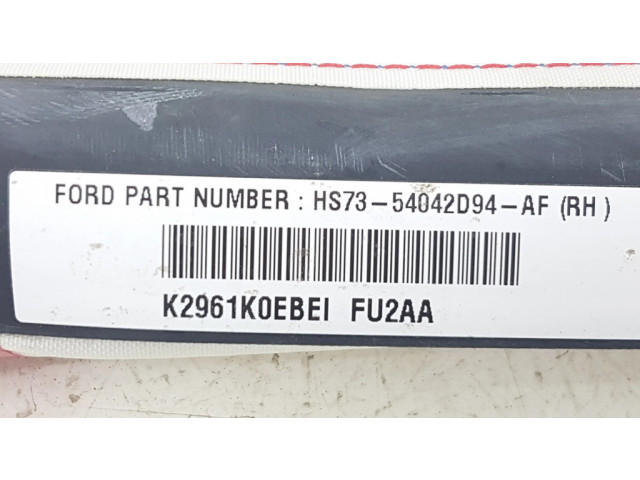 FORD PART NUMBER : HS73-54042D94-AF (RH )
K2961K0EBEI FU2AA